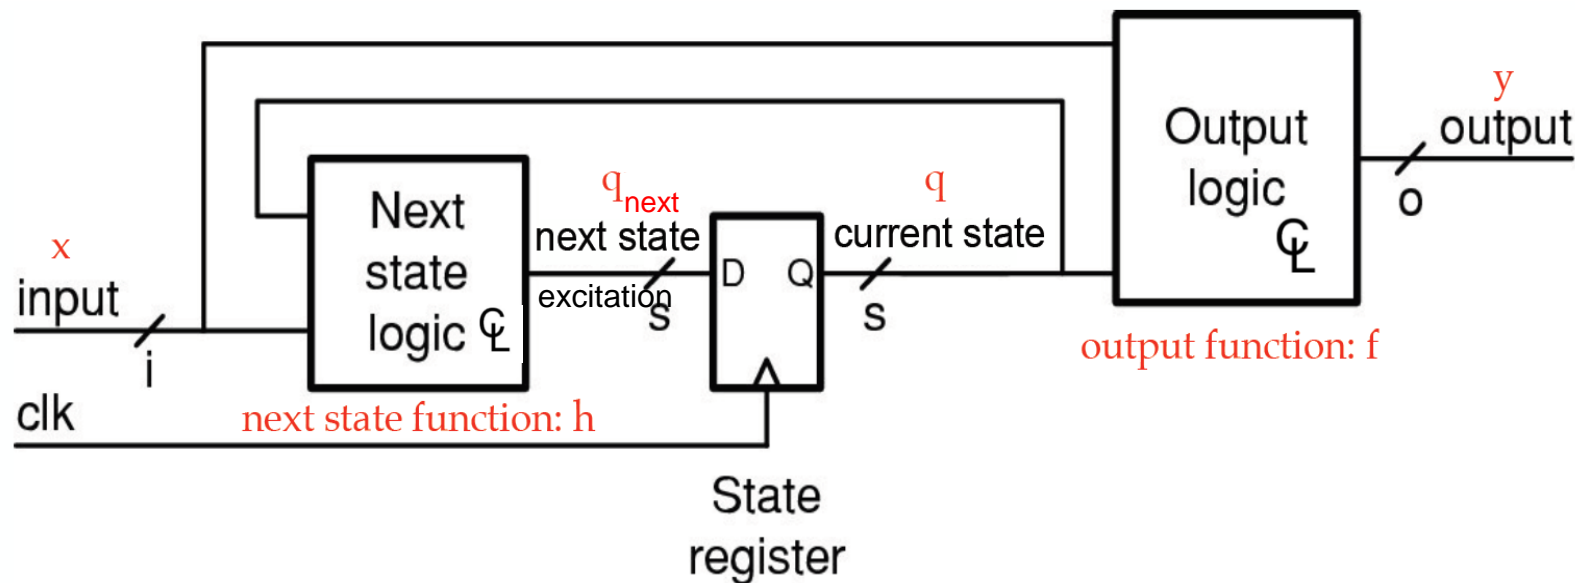 x
input
i
clk
Next
state
logic CL
next state function: h
qnext
next state
excitation
s
D
Q
State
register
q
current state
s
Output
logic
CL
output function: f
y
output
o